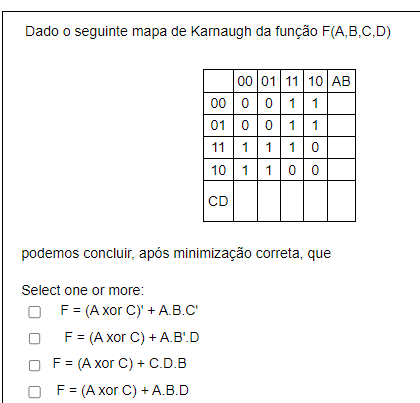 Dado o seguinte mapa de Karnaugh da função F(A,B,C,D)
00 01 11 10 AB
00 0 0 1 1
01 0 0 1 1
11 1 1 1 0
10 1 1 0 0
CD
podemos concluir, após minimização correta, que
Select one or more:
F = (A xor C)' + A.B.C'
F = (A xor C) + A.B'.D
F = (A xor C) + C.D.B
F = (A xor C) + A.B.D